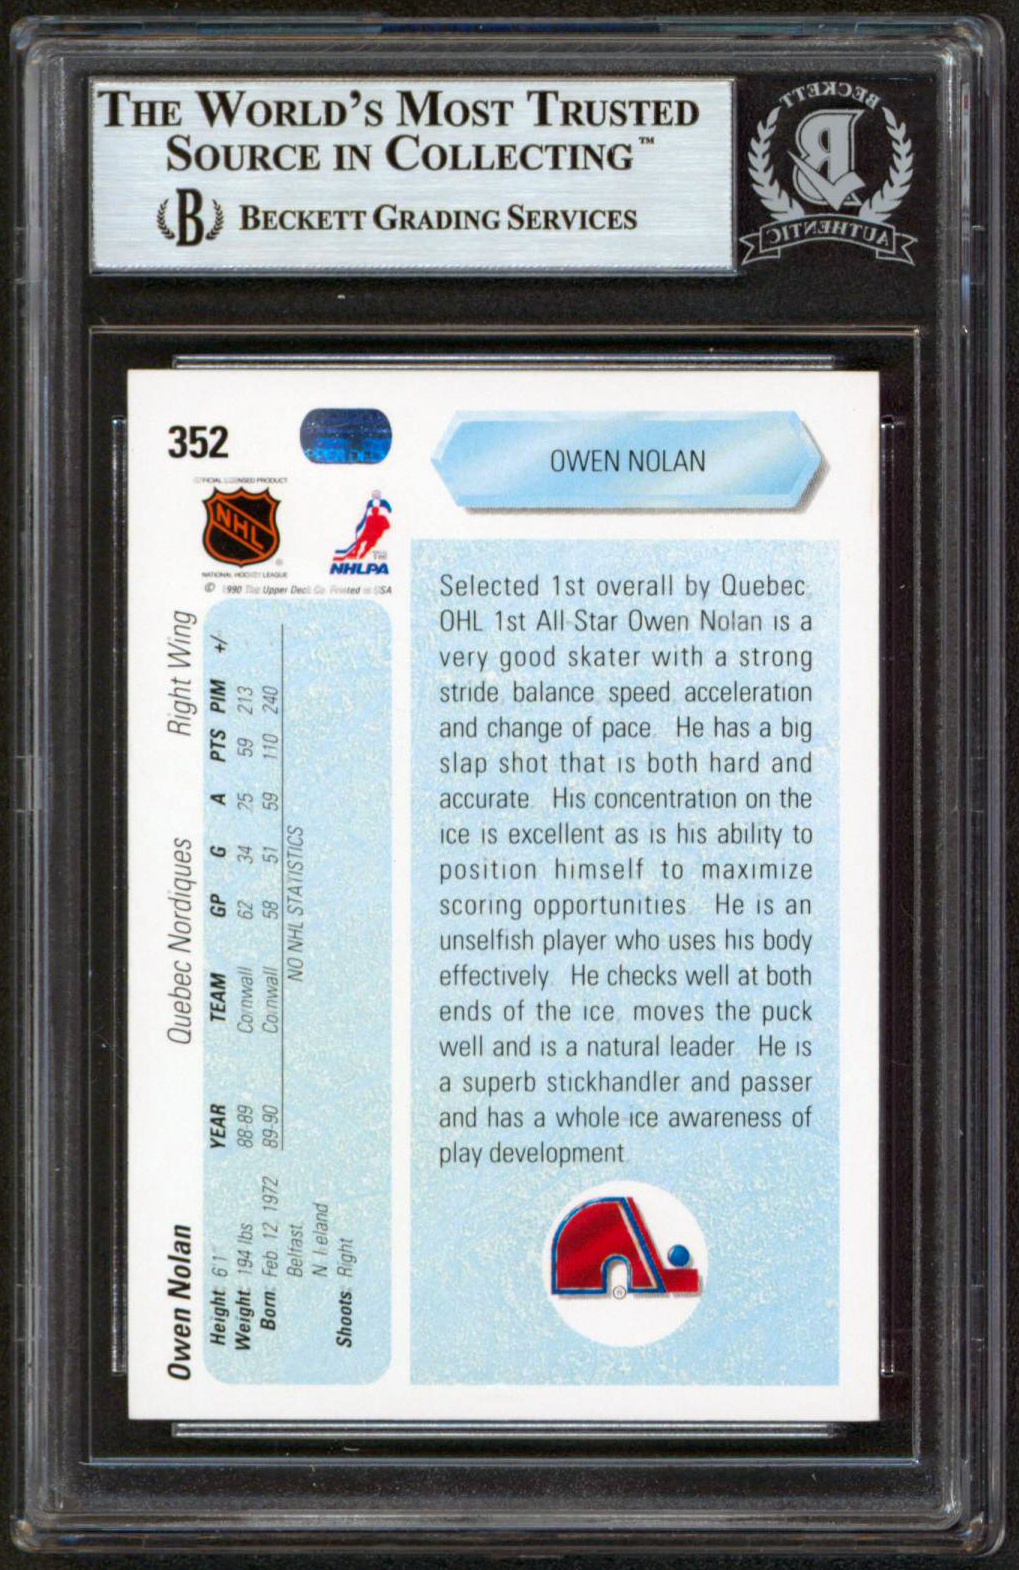 THE WORLD'S MOST TRUSTED
SOURCE IN COLLECTING™
B BECKETT GRADING SERVICES
BECKETT
AUTHENTIC
352
OWEN NOLAN
OFFICIAL LICENSED PRODUCT
NHL
NATIONAL HOCKEY LEAGUE
NHLPA
© 1990 The Upper Deck Co. Printed in USA
Selected 1st overall by Quebec,
OHL 1st All-Star Owen Nolan is a
very good skater with a strong
stride, balance, speed, acceleration
and change of pace. He has a big
slap shot that is both hard and
accurate. His concentration on the
ice is excellent as is his ability to
position himself to maximize
scoring opportunities. He is an
unselfish player who uses his body
effectively. He checks well at both
ends of the ice, moves the puck
well and is a natural leader. He is
a superb stickhandler and passer
and has a whole-ice awareness of
play development.
Owen Nolan Quebec Nordiques Right Wing
Height: 6'1"
Weight: 194 lbs
Born: Feb. 12, 1972
Belfast,
N. Ireland
Shoots: Right
YEAR TEAM GP G A PTS PIM +/-
88-89 Cornwall 62 34 25 59 213
89-90 Cornwall 58 51 59 110 240
NO NHL STATISTICS